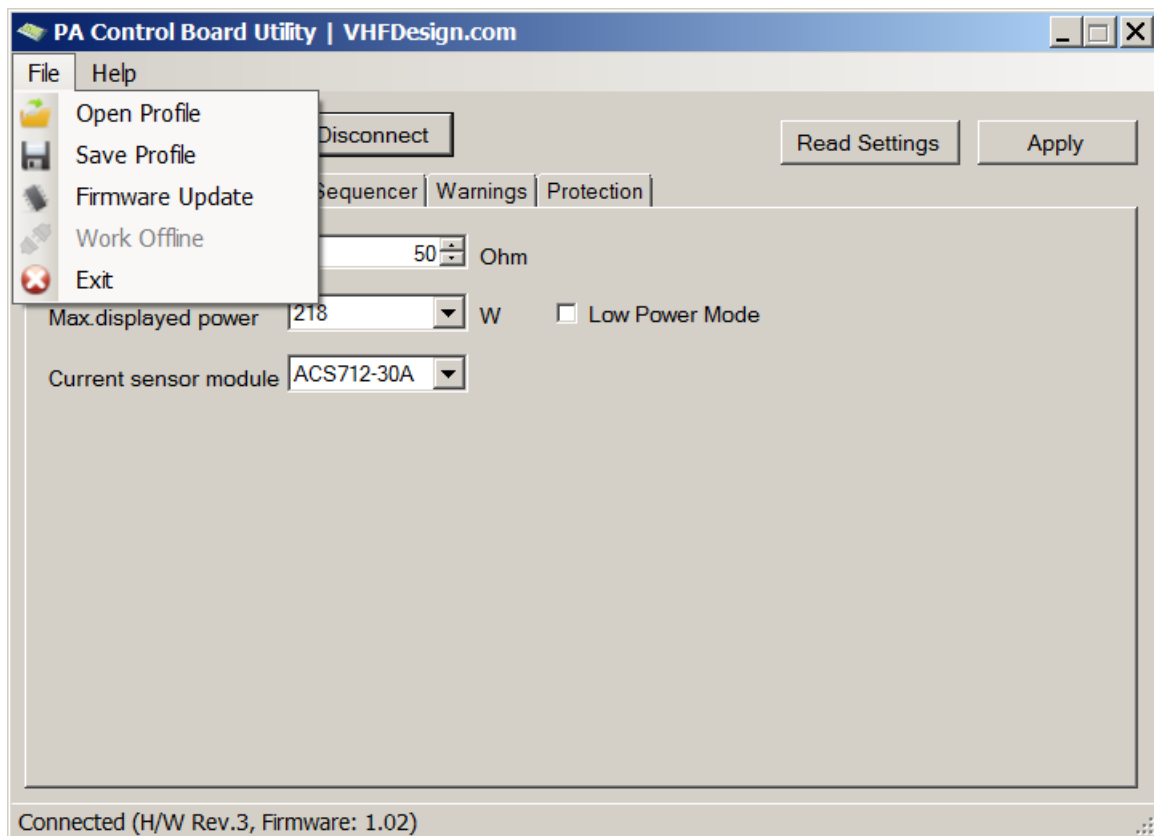 PA Control Board Utility | VHFDesign.com
File Help
Open Profile
Save Profile
Firmware Update
Work Offline
Exit
Disconnect
Read Settings
Apply
Sequencer
Warnings
Protection
50 Ohm
Max.displayed power 218 W Low Power Mode
Current sensor module ACS712-30A
Connected (H/W Rev.3, Firmware: 1.02)